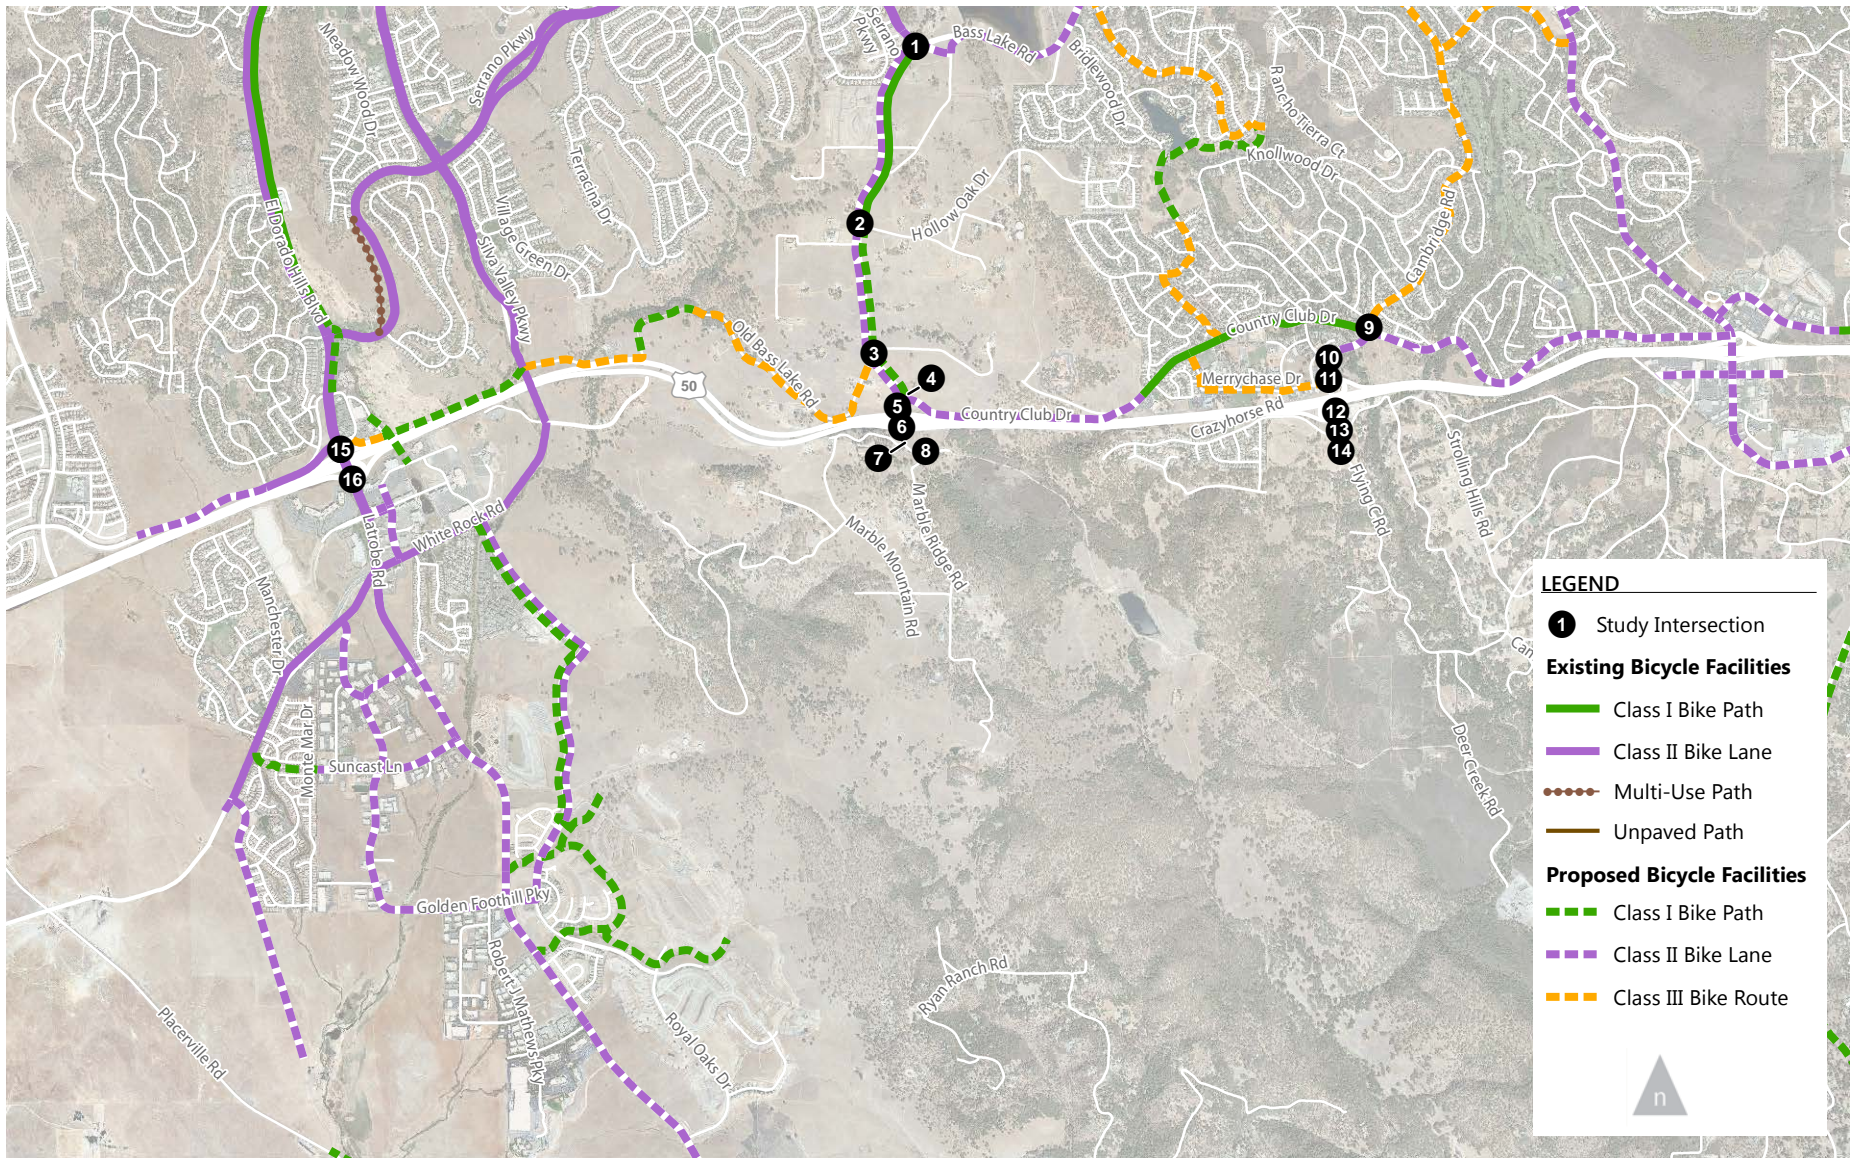 Meadow Wood Dr
Serrano Pkwy
Serrano
Pkwy
1
Bass Lake Rd
Bridlewood Dr
Rancho Tierra Ct
Knollwood Dr
Terracina Dr
Village Green Dr
Silva Valley Pkwy
El Dorado Hills Blvd
2
Hollow Oak Dr
Cambridge Rd
Country Club Dr
9
3
Old Bass Lake Rd
50
4
5
6
7
8
Country Club Dr
10
11
Merrychase Dr
Crazyhorse Rd
12
13
14
15
16
Latrobe Rd
White Rock Rd
Marble Ridge Rd
Marble Mountain Rd
Flying C Rd
Strolling Hills Rd
Can
Deer Creek Rd
Manchester Dr
Monte Mar Dr
Suncast Ln
Golden Foothill Pky
Robert J Mathews Pky
Royal Oaks Dr
Ryan Ranch Rd
Placerville Rd
LEGEND
1 Study Intersection
Existing Bicycle Facilities
Class I Bike Path
Class II Bike Lane
Multi-Use Path
Unpaved Path
Proposed Bicycle Facilities
Class I Bike Path
Class II Bike Lane
Class III Bike Route
n